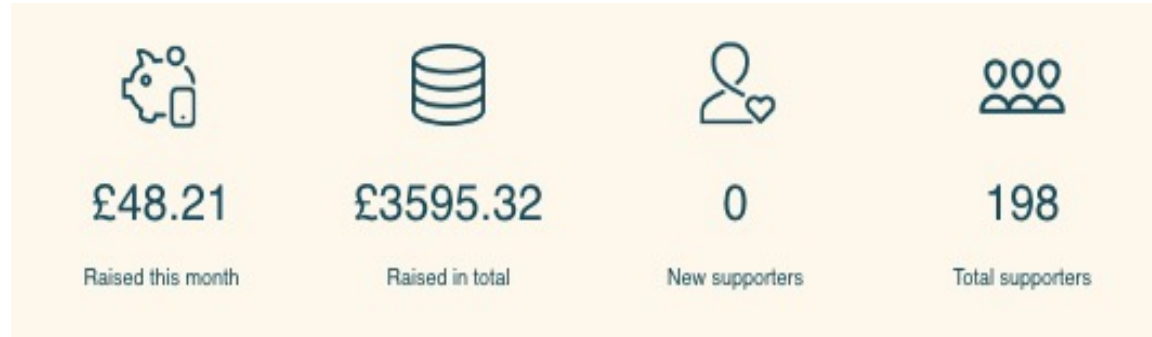 £48.21
£3595.32
0
198
Raised this month
Raised in total
New supporters
Total supporters